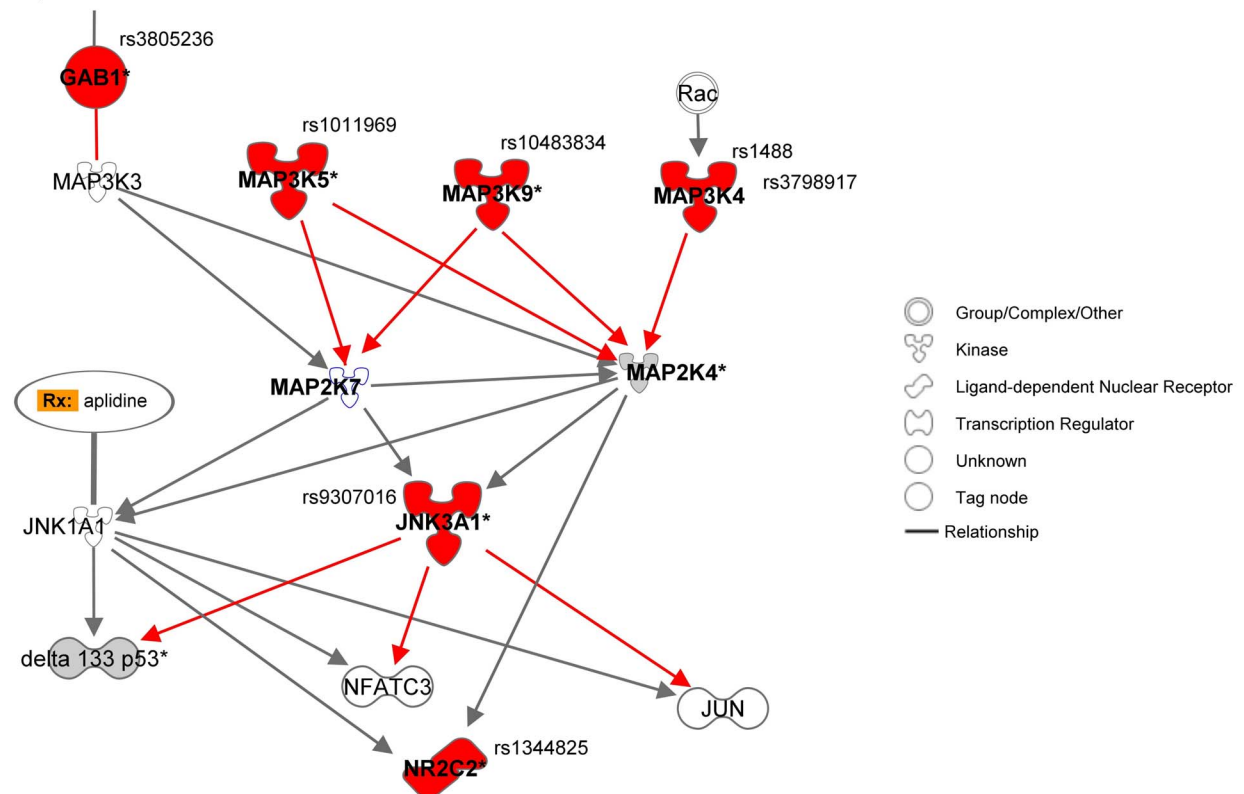 rs3805236
GAB1*
Rac
rs1011969
rs10483834
rs1488
MAP3K3
MAP3K5*
MAP3K9*
MAP3K4
rs3798917
MAP2K7
MAP2K4*
Rx: aplidine
rs9307016
JNK1A1
JNK3A1*
delta 133 p53*
NFATC3
JUN
rs1344825
NR2C2*
Group/Complex/Other
Kinase
Ligand-dependent Nuclear Receptor
Transcription Regulator
Unknown
Tag node
Relationship